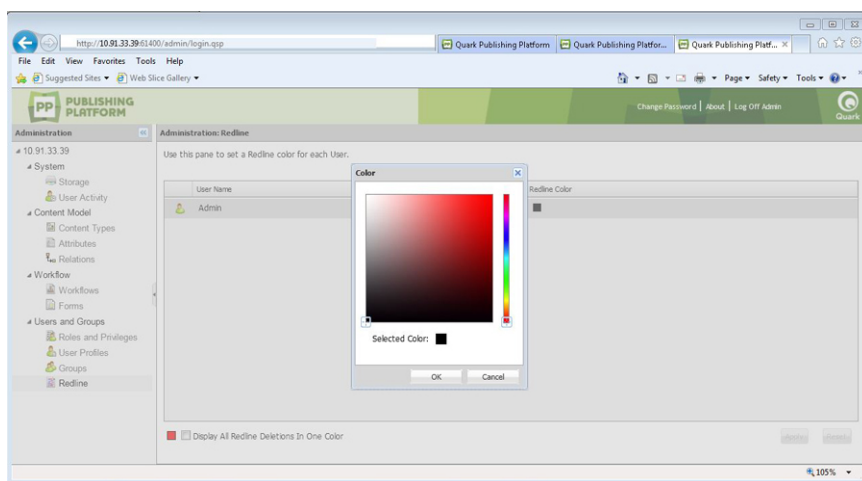 http://10.91.33.39:61400/admin/login.qsp
Quark Publishing Platform
Quark Publishing Platfor...
Quark Publishing Platf...
File Edit View Favorites Tools Help
Suggested Sites Web Slice Gallery
Page Safety Tools
PP PUBLISHING PLATFORM
Change Password | About | Log Off Admin
Quark
Administration
Administration: Redline
10.91.33.39
Use this pane to set a Redline color for each User.
System
Storage
User Activity
Content Model
Content Types
Attributes
Relations
Workflow
Workflows
Forms
Users and Groups
Roles and Privileges
User Profiles
Groups
Redline
User Name
Redline Color
Admin
Color
Selected Color:
OK Cancel
Display All Redline Deletions In One Color
105%